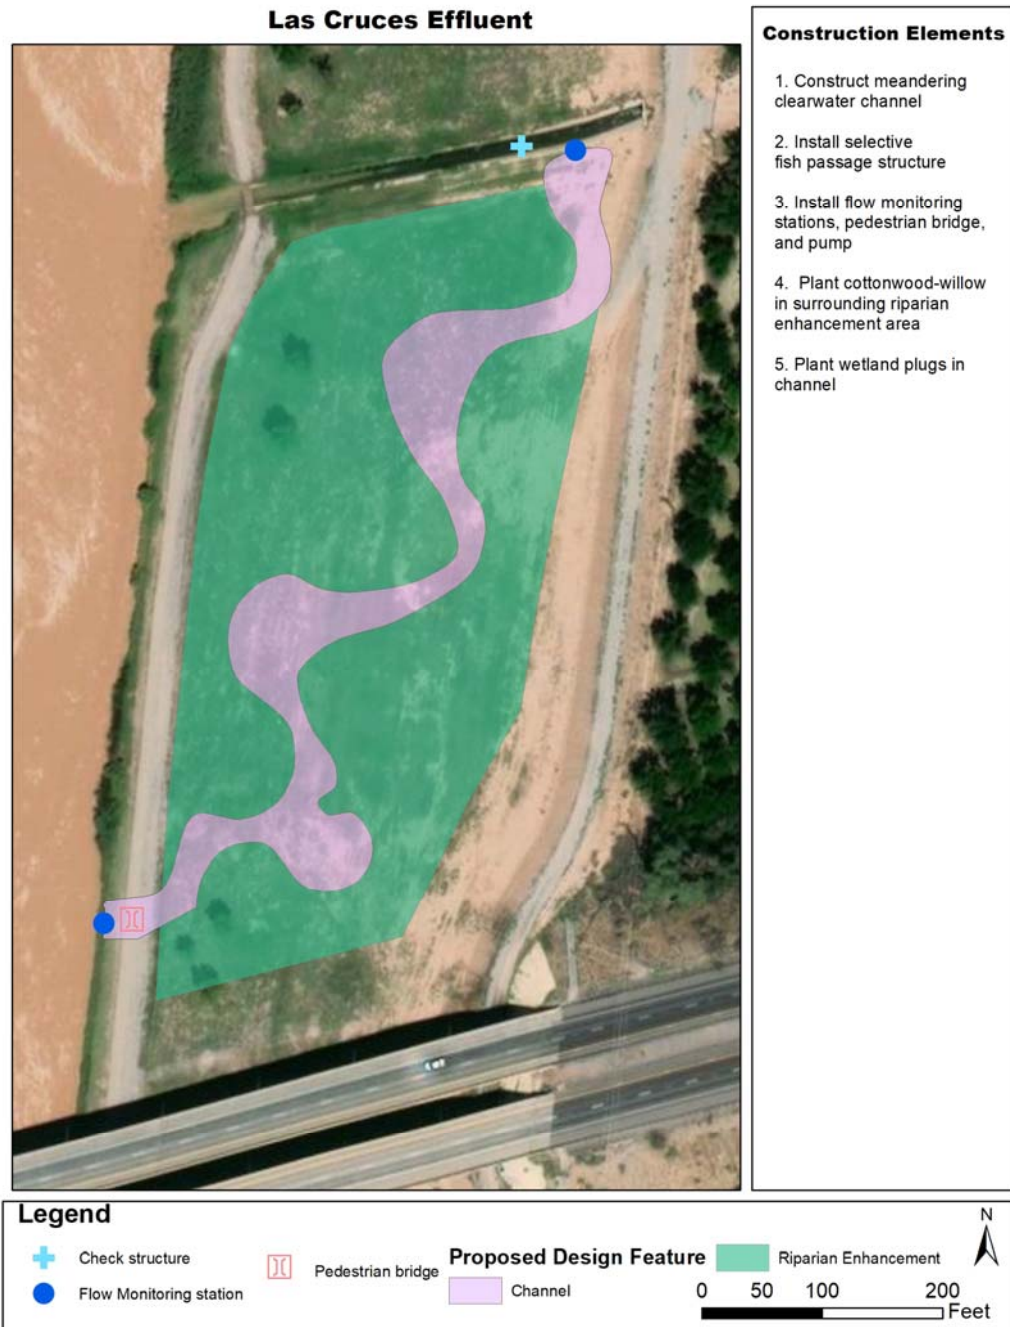 Las Cruces Effluent
Construction Elements
1. Construct meandering
clearwater channel
2. Install selective
fish passage structure
3. Install flow monitoring
stations, pedestrian bridge,
and pump
4. Plant cottonwood-willow
in surrounding riparian
enhancement area
5. Plant wetland plugs in
channel
Legend
Check structure
Flow Monitoring station
Pedestrian bridge
Proposed Design Feature
Channel
Riparian Enhancement
N
0 50 100 200
Feet